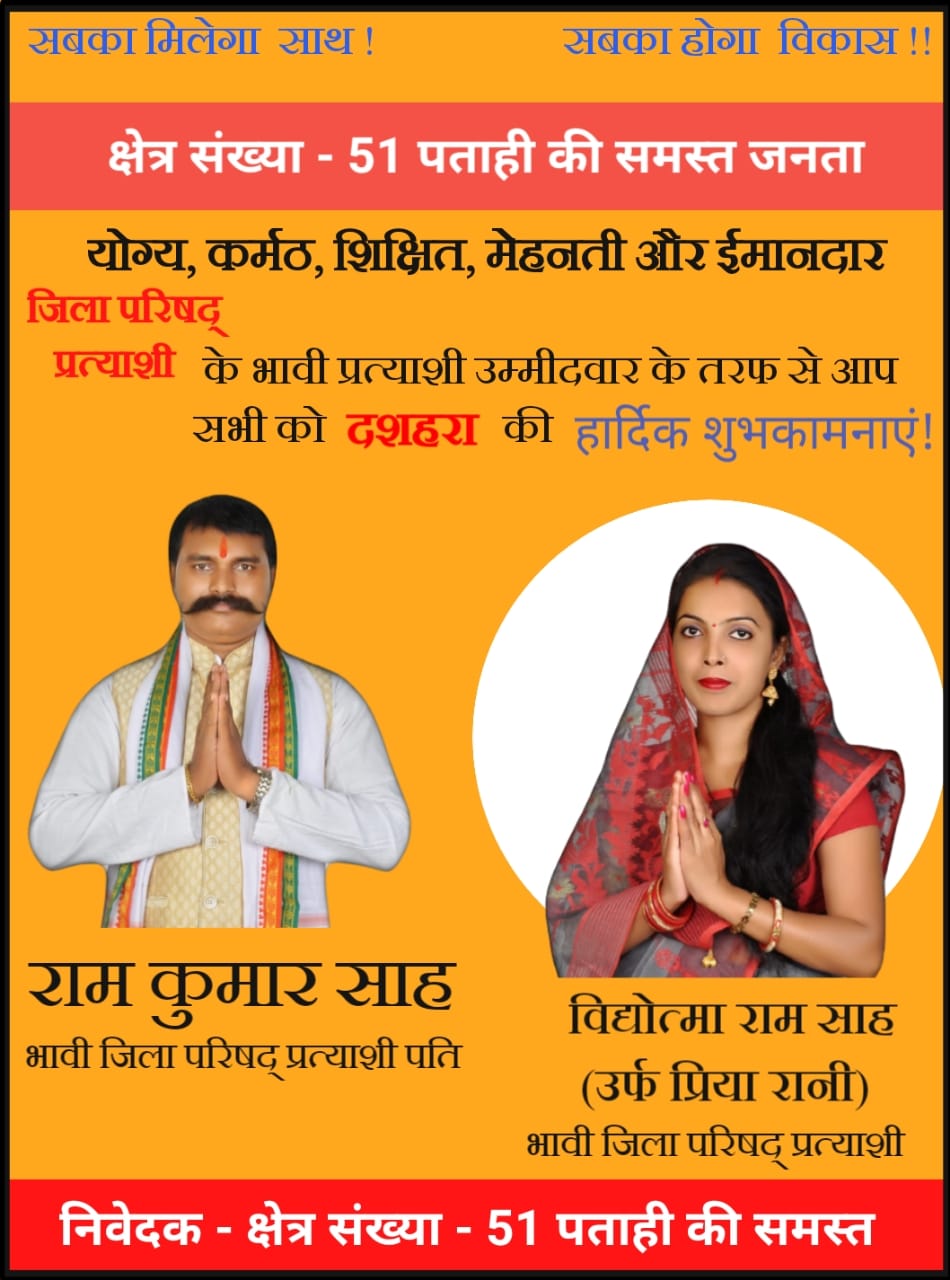 सबका मिलेगा साथ ! सबका होगा विकास !!
क्षेत्र संख्या - 51 पताही की समस्त जनता
योग्य, कर्मठ, शिक्षित, मेहनती और ईमानदार
जिला परिषद्
प्रत्याशी के भावी प्रत्याशी उम्मीदवार के तरफ से आप
सभी को दशहरा की हार्दिक शुभकामनाएं!
राम कुमार साह
भावी जिला परिषद् प्रत्याशी पति
विद्योत्मा राम साह
(उर्फ प्रिया रानी)
भावी जिला परिषद् प्रत्याशी
निवेदक - क्षेत्र संख्या - 51 पताही की समस्त